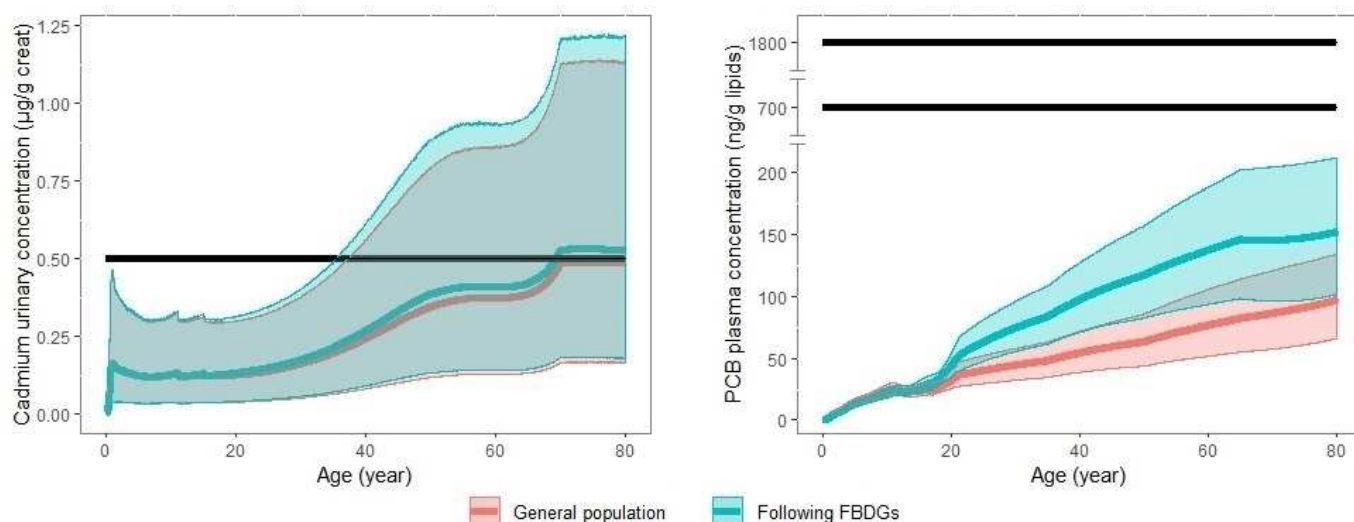 Cadmium urinary concentration (µg/g creat)
1.25
1.00
0.75
0.50
0.25
0.00
0 20 40 60 80
Age (year)
PCB plasma concentration (ng/g lipids)
1800
700
200
150
100
50
0
0 20 40 60 80
Age (year)
General population Following FBDGs